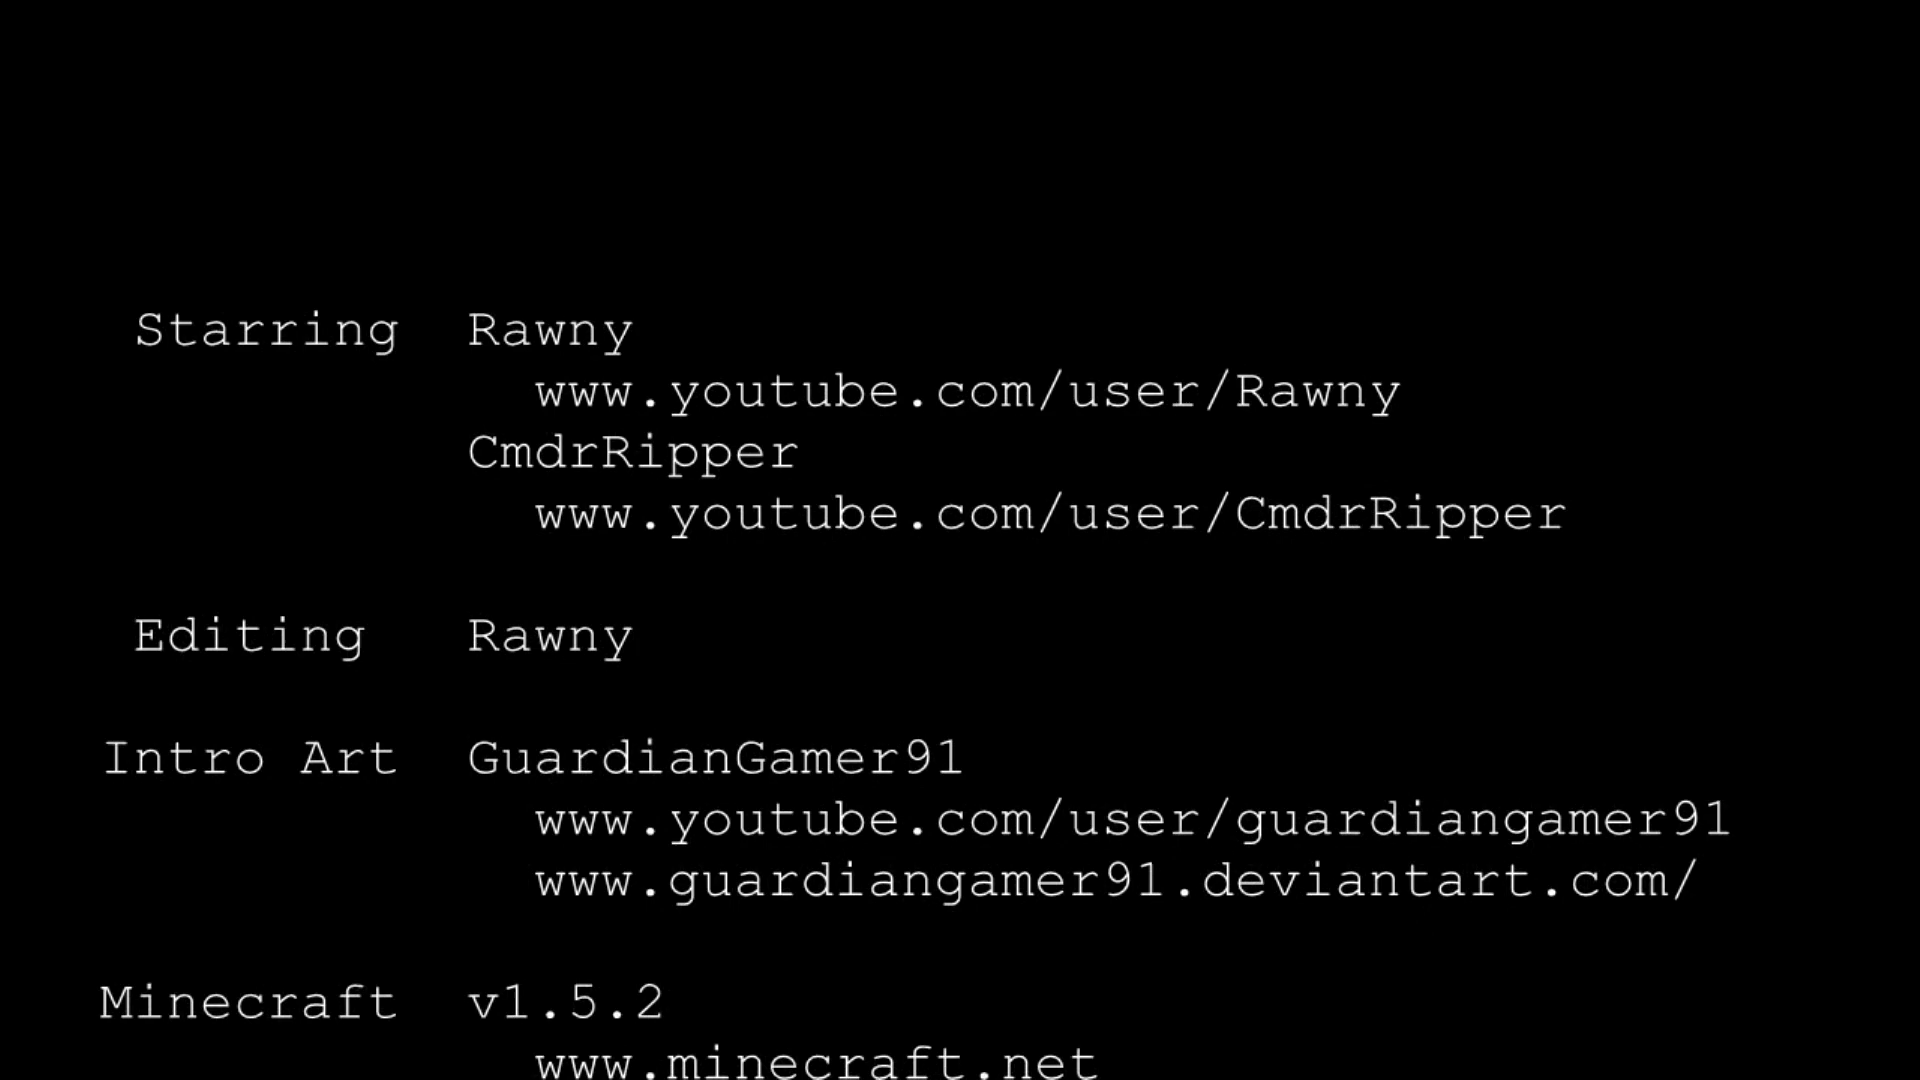 Starring Rawny
www.youtube.com/user/Rawny
CmdrRipper
www.youtube.com/user/CmdrRipper
Editing Rawny
Intro Art GuardianGamer91
www.youtube.com/user/guardiangamer91
www.guardiangamer91.deviantart.com/
Minecraft v1.5.2
www.minecraft.net